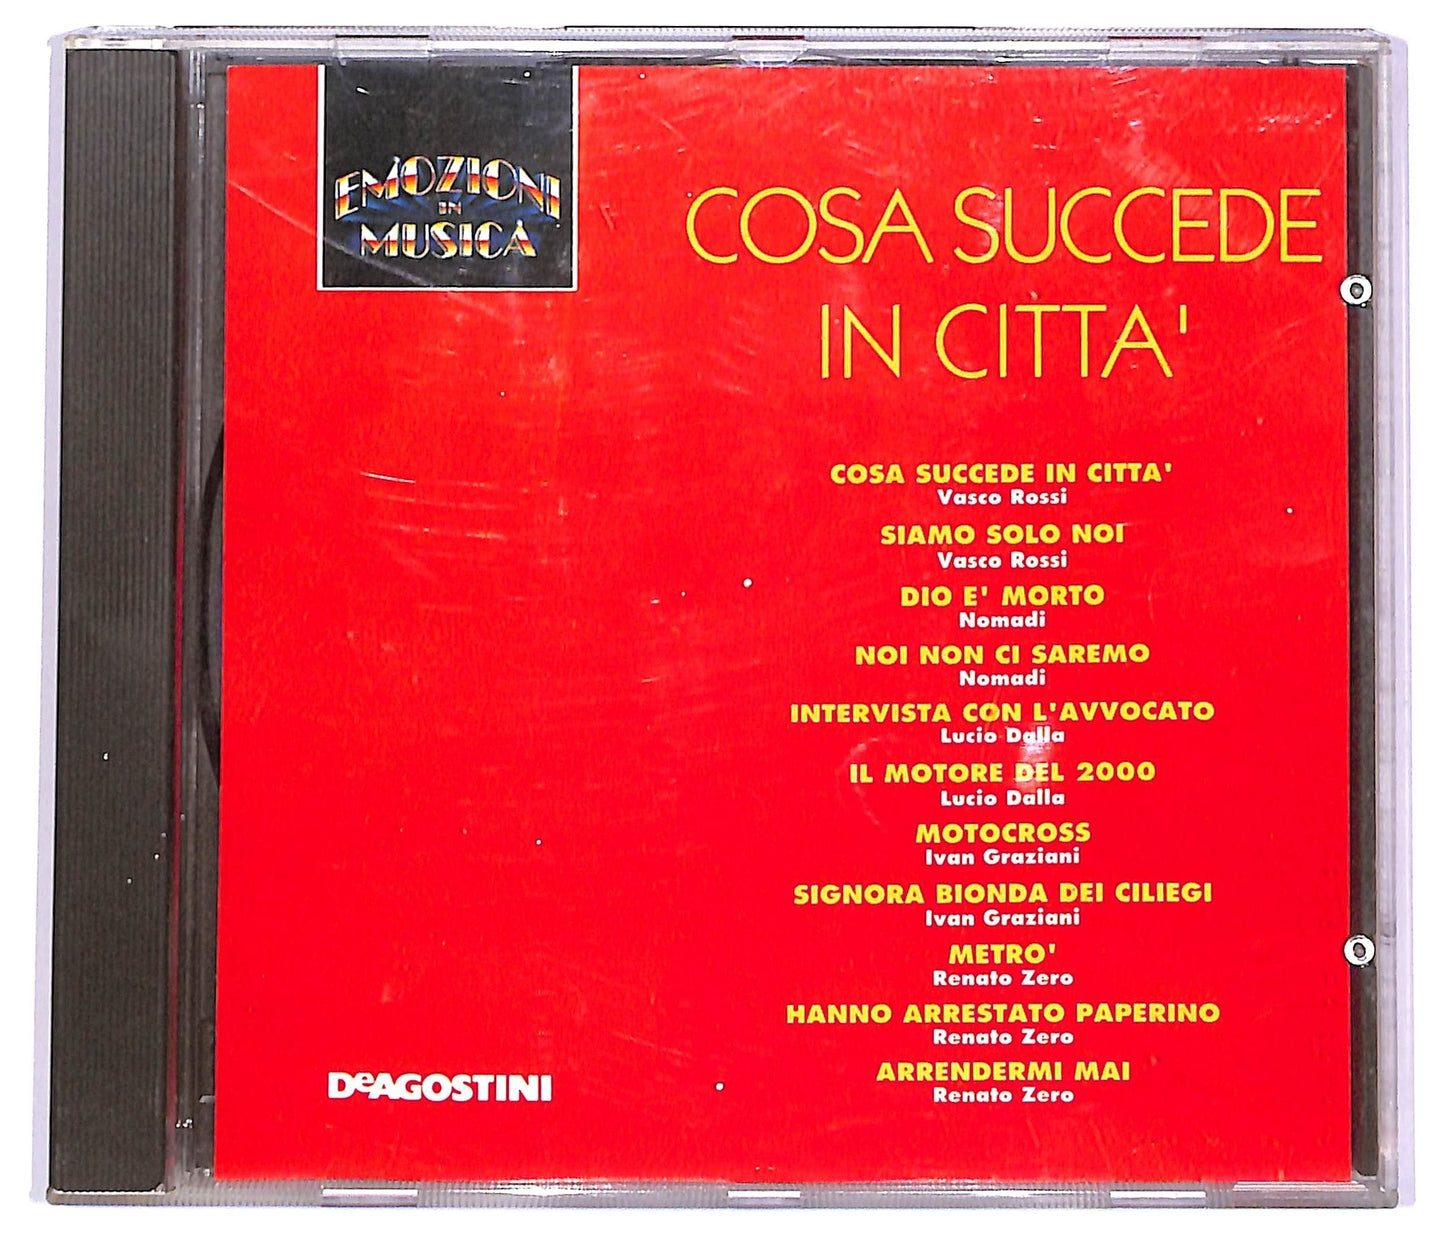 EMOZIONI
IN
MUSICA
COSA SUCCEDE
IN CITTA'
COSA SUCCEDE IN CITTA'
Vasco Rossi
SIAMO SOLO NOI
Vasco Rossi
DIO E' MORTO
Nomadi
NOI NON CI SAREMO
Nomadi
INTERVISTA CON L'AVVOCATO
Lucio Dalla
IL MOTORE DEL 2000
Lucio Dalla
MOTOCROSS
Ivan Graziani
SIGNORA BIONDA DEI CILIEGI
Ivan Graziani
METRO'
Renato Zero
HANNO ARRESTATO PAPERINO
Renato Zero
ARRENDERMI MAI
Renato Zero
DeAGOSTINI